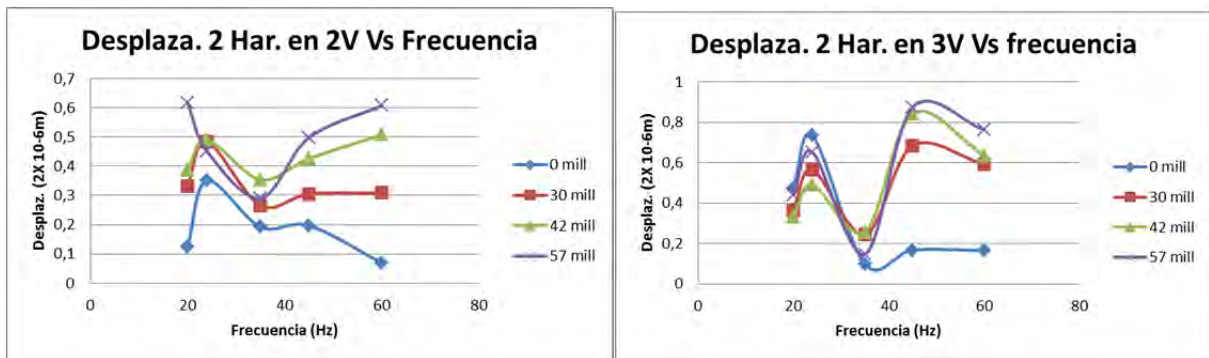 Desplaza. 2 Har. en 2V Vs Frecuencia
Desplaz. (2X 10-6m)
0,7
0,6
0,5
0,4
0,3
0,2
0,1
0
0
20
40
60
80
Frecuencia (Hz)
0 mill
30 mill
42 mill
57 mill
Desplaza. 2 Har. en 3V Vs frecuencia
Desplaz. (2X 10-6m)
1
0,8
0,6
0,4
0,2
0
0
20
40
60
80
Frecuencia (Hz)
0 mill
30 mill
42 mill
57 mill